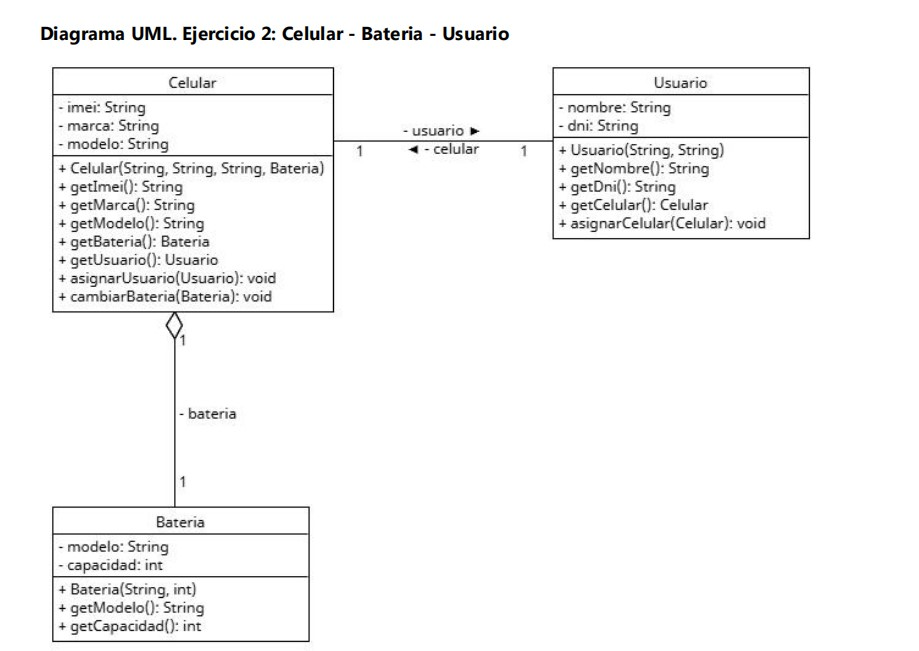 Diagrama UML. Ejercicio 2: Celular - Bateria - Usuario
Celular
- imei: String
- marca: String
- modelo: String
+ Celular(String, String, String, Bateria)
+ getImei(): String
+ getMarca(): String
+ getModelo(): String
+ getBateria(): Bateria
+ getUsuario(): Usuario
+ asignarUsuario(Usuario): void
+ cambiarBateria(Bateria): void
- usuario ►
1
◄ - celular
1
Usuario
- nombre: String
- dni: String
+ Usuario(String, String)
+ getNombre(): String
+ getDni(): String
+ getCelular(): Celular
+ asignarCelular(Celular): void
1
- bateria
1
Bateria
- modelo: String
- capacidad: int
+ Bateria(String, int)
+ getModelo(): String
+ getCapacidad(): int